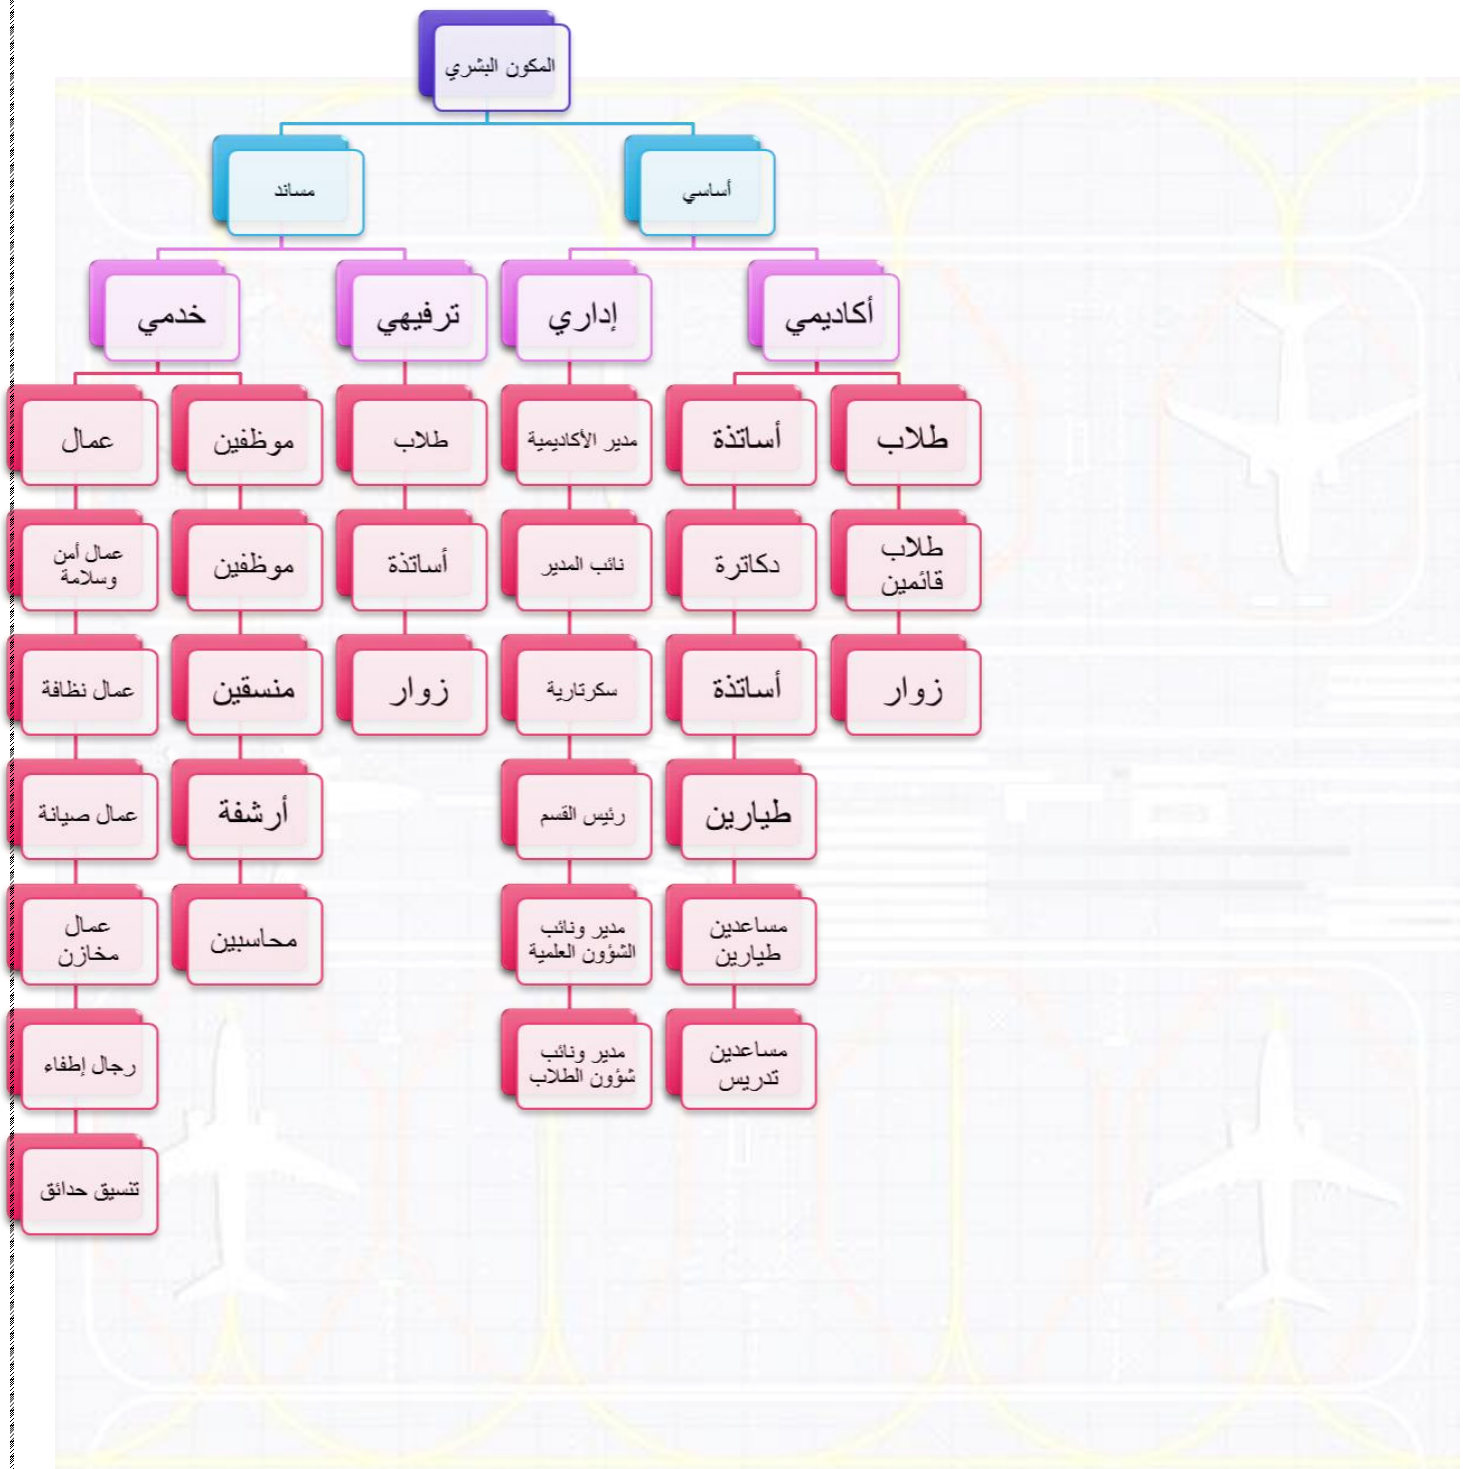 المكون البشري
أساسي
مساند
أكاديمي
إداري
ترفيهي
خدمي
طلاب
أساتذة
مدير الأكاديمية
طلاب
موظفين
عمال
طلاب
قائمين
دكاترة
نائب المدير
أساتذة
موظفين
عمال أمن
وسلامة
زوار
أساتذة
سكرتارية
زوار
منسقين
عمال نظافة
طيارين
رئيس القسم
أرشفة
عمال صيانة
مساعدين
طيارين
مدير ونائب
الشؤون العلمية
محاسبين
عمال
مخازن
مساعدين
تدريس
مدير ونائب
شؤون الطلاب
رجال إطفاء
تنسيق حدائق